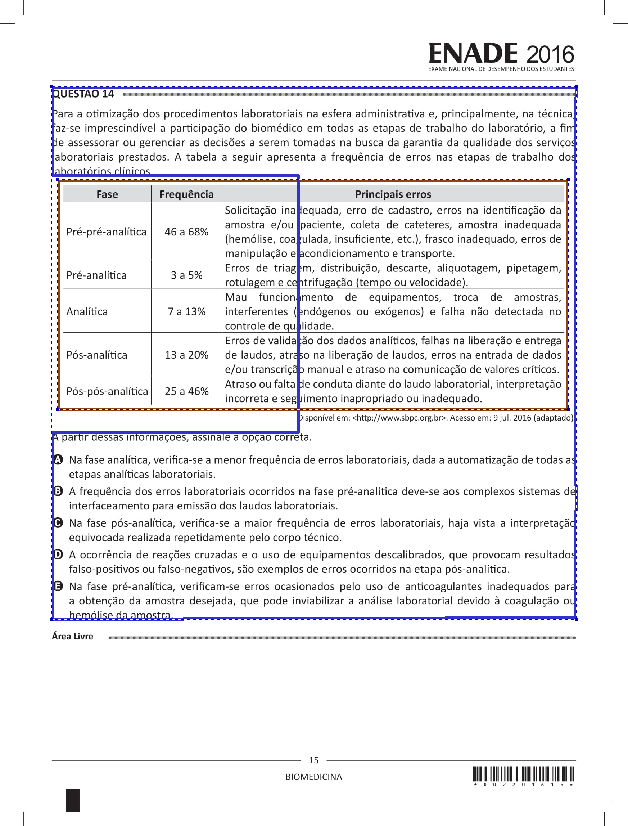 ENADE 2016
EXAME NACIONAL DE DESEMPENHO DOS ESTUDANTES
QUESTÃO 14
Para a otimização dos procedimentos laboratoriais na esfera administrativa e, principalmente, na técnica,
faz-se imprescindível a participação do biomédico em todas as etapas de trabalho do laboratório, a fim
de assessorar ou gerenciar as decisões a serem tomadas na busca da garantia da qualidade dos serviços
laboratoriais prestados. A tabela a seguir apresenta a frequência de erros nas etapas de trabalho dos
laboratórios clínicos.
Fase Frequência Principais erros
Solicitação inadequada, erro de cadastro, erros na identificação da
amostra e/ou paciente, coleta de cateteres, amostra inadequada
Pré-pré-analítica 46 a 68%
(hemólise, coagulada, insuficiente, etc.), frasco inadequado, erros de
manipulação e acondicionamento e transporte.
Pré-analítica 3 a 5% Erros de triagem, distribuição, descarte, aliquotagem, pipetagem,
rotulagem e centrifugação (tempo ou velocidade).
Mau funcionamento de equipamentos, troca de amostras,
Analítica 7 a 13% interferentes (endógenos ou exógenos) e falha não detectada no
controle de qualidade.
Erros de validação dos dados analíticos, falhas na liberação e entrega
Pós-analítica 13 a 20% de laudos, atraso na liberação de laudos, erros na entrada de dados
e/ou transcrição manual e atraso na comunicação de valores críticos.
Pós-pós-analítica 25 a 46% Atraso ou falta de conduta diante do laudo laboratorial, interpretação
incorreta e seguimento inapropriado ou inadequado.
Disponível em: <http://www.sbpc.org.br>. Acesso em: 9 jul. 2016 (adaptado).
A partir dessas informações, assinale a opção correta.
A Na fase analítica, verifica-se a menor frequência de erros laboratoriais, dada a automatização de todas as
etapas analíticas laboratoriais.
B A frequência dos erros laboratoriais ocorridos na fase pré-analítica deve-se aos complexos sistemas de
interfaceamento para emissão dos laudos laboratoriais.
C Na fase pós-analítica, verifica-se a maior frequência de erros laboratoriais, haja vista a interpretação
equivocada realizada repetidamente pelo corpo técnico.
D A ocorrência de reações cruzadas e o uso de equipamentos descalibrados, que provocam resultados
falso-positivos ou falso-negativos, são exemplos de erros ocorridos na etapa pós-analítica.
E Na fase pré-analítica, verificam-se erros ocasionados pelo uso de anticoagulantes inadequados para
a obtenção da amostra desejada, que pode inviabilizar a análise laboratorial devido à coagulação ou
hemólise da amostra.
Área Livre
15
BIOMEDICINA